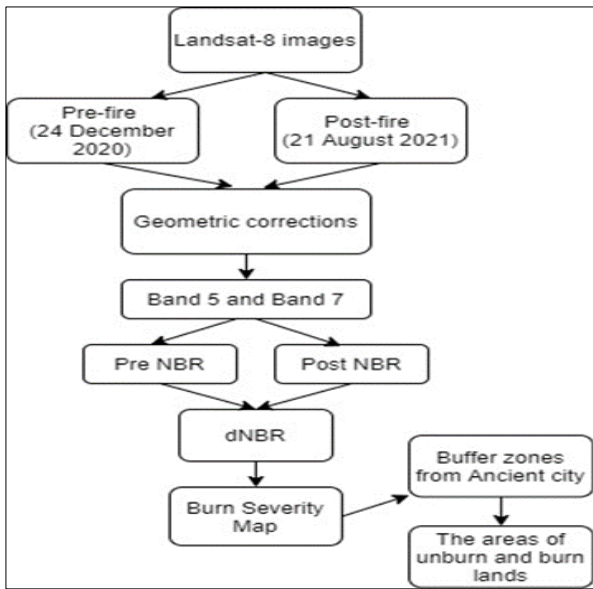 Landsat-8 images
Pre-fire
(24 December
2020)
Post-fire
(21 August 2021)
Geometric corrections
Band 5 and Band 7
Pre NBR
Post NBR
dNBR
Burn Severity
Map
Buffer zones
from Ancient city
The areas of
unburn and burn
lands